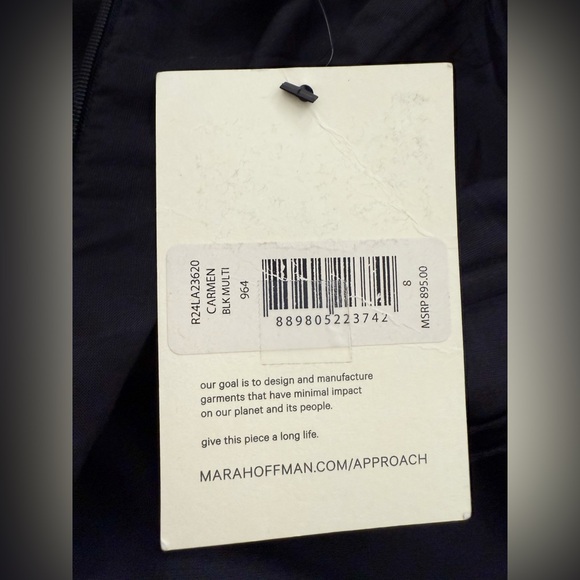 R24LA23620
CARMEN
BLK MULTI
964
889805223742
8
MSRP 895.00
our goal is to design and manufacture
garments that have minimal impact
on our planet and its people.
give this piece a long life.
MARAHOFFMAN.COM/APPROACH